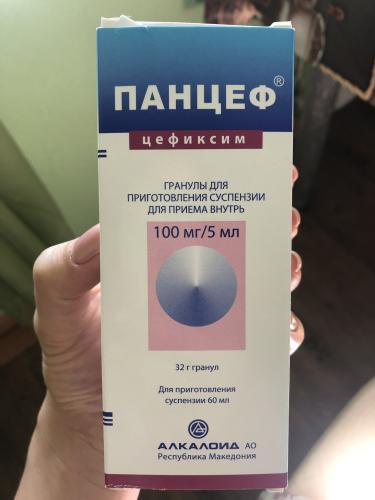 ПАНЦЕФ®
цефиксим
ГРАНУЛЫ ДЛЯ
ПРИГОТОВЛЕНИЯ СУСПЕНЗИИ
ДЛЯ ПРИЕМА ВНУТРЬ
100 мг/5 мл
32 г гранул
Для приготовления
суспензии 60 мл
АЛКАЛОИД АО
Республика Македония